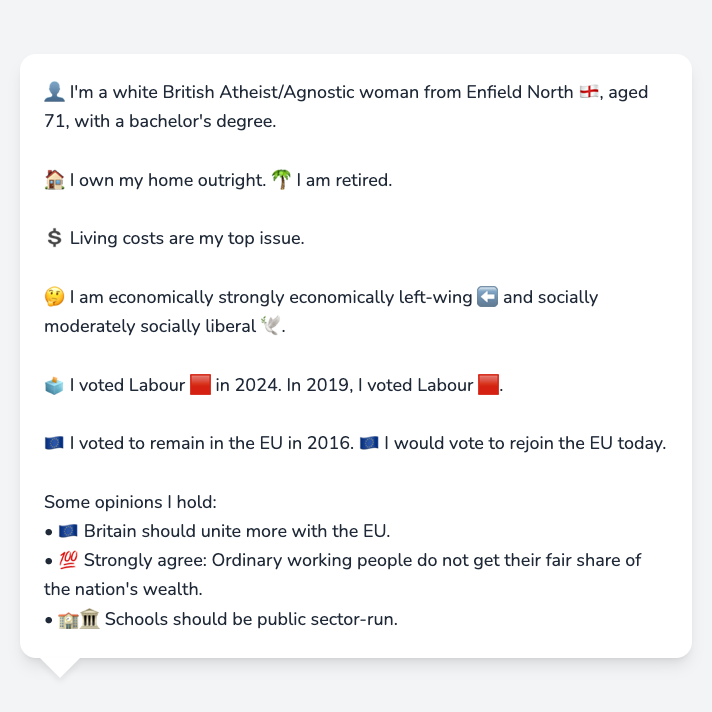 👤 I'm a white British Atheist/Agnostic woman from Enfield North 🏴󠁧󠁢󠁥󠁮󠁧󠁿, aged
71, with a bachelor's degree.
🏠 I own my home outright. 🌴 I am retired.
💲 Living costs are my top issue.
🤔 I am economically strongly economically left-wing ⬅️ and socially
moderately socially liberal 🕊️.
🗳️ I voted Labour 🟥 in 2024. In 2019, I voted Labour 🟥.
🇪🇺 I voted to remain in the EU in 2016. 🇪🇺 I would vote to rejoin the EU today.
Some opinions I hold:
• 🇪🇺 Britain should unite more with the EU.
• 💯 Strongly agree: Ordinary working people do not get their fair share of
the nation's wealth.
• 🏫🏛️ Schools should be public sector-run.